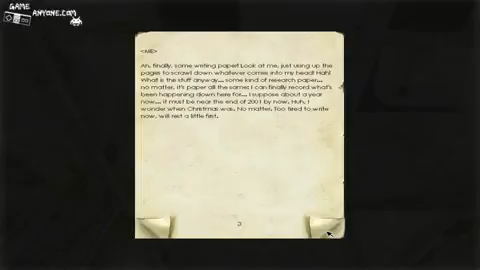 GAME
ANYONE.COM
<ME>
Ah, finally, some writing paper! Look at me, just using up the
pages to scrawl down whatever comes into my head! Hah!
What is the stuff anyway... some kind of research paper...
no matter, it's paper all the same; I can finally record what's
been happening down here for... I suppose about a year
now... it must be near the end of 2001 by now. Huh, I
wonder when Christmas was. No matter. Too tired to write
now, will rest a little first.
3